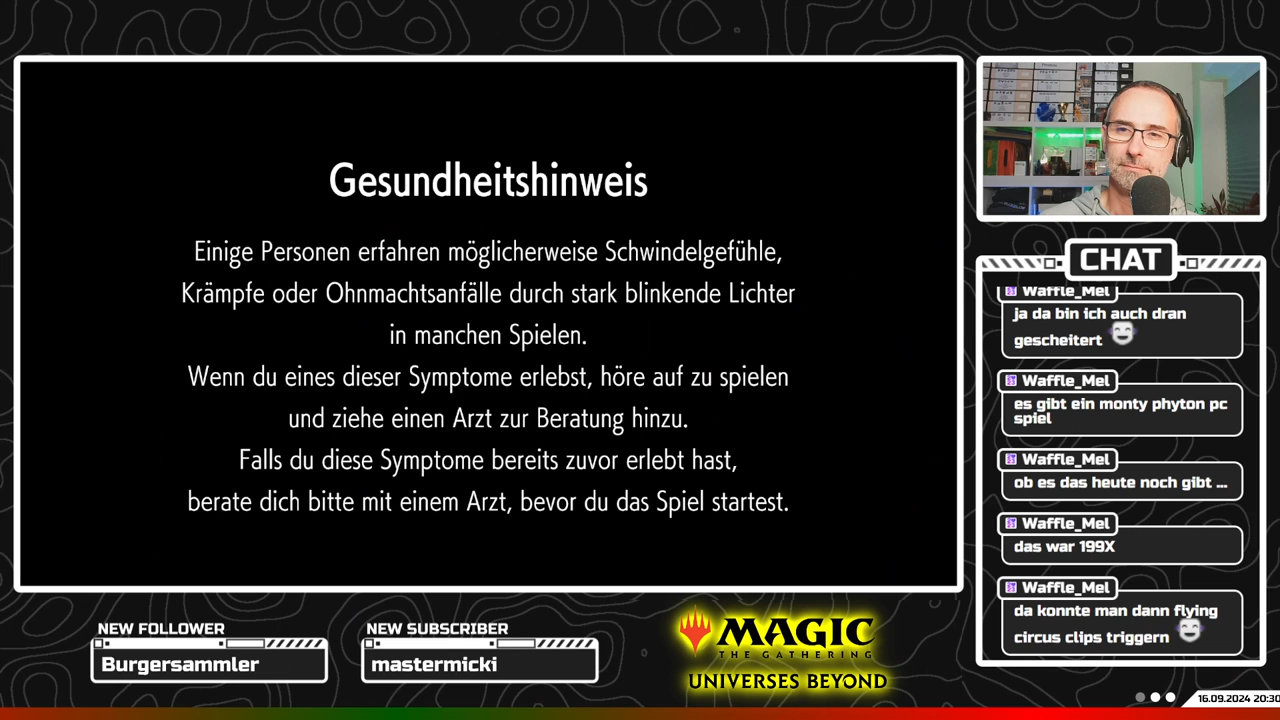 Gesundheitshinweis
Einige Personen erfahren möglicherweise Schwindelgefühle,
Krämpfe oder Ohnmachtsanfälle durch stark blinkende Lichter
in manchen Spielen.
Wenn du eines dieser Symptome erlebst, höre auf zu spielen
und ziehe einen Arzt zur Beratung hinzu.
Falls du diese Symptome bereits zuvor erlebt hast,
berate dich bitte mit einem Arzt, bevor du das Spiel startest.
CHAT
Waffle_Mel
ja da bin ich auch dran
gescheitert
Waffle_Mel
es gibt ein monty phyton pc
spiel
Waffle_Mel
ob es das heute noch gibt ...
Waffle_Mel
das war 199X
Waffle_Mel
da konnte man dann flying
circus clips triggern
NEW FOLLOWER
Burgersammler
NEW SUBSCRIBER
mastermicki
MAGIC
THE GATHERING
UNIVERSES BEYOND
16.09.2024 20:30